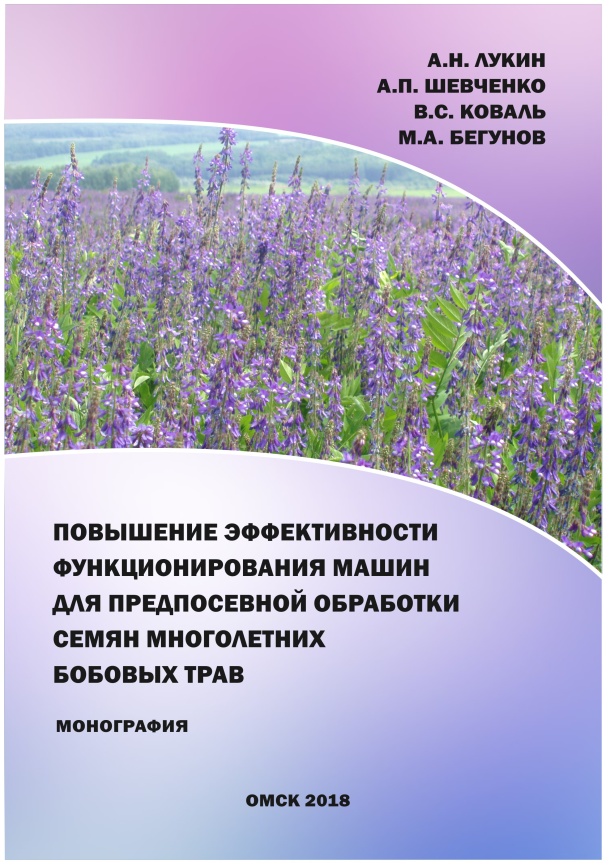 А.Н. ЛУКИН
А.П. ШЕВЧЕНКО
В.С. КОВАЛЬ
М.А. БЕГУНОВ
ПОВЫШЕНИЕ ЭФФЕКТИВНОСТИ
ФУНКЦИОНИРОВАНИЯ МАШИН
ДЛЯ ПРЕДПОСЕВНОЙ ОБРАБОТКИ
СЕМЯН МНОГОЛЕТНИХ
БОБОВЫХ ТРАВ
МОНОГРАФИЯ
ОМСК 2018